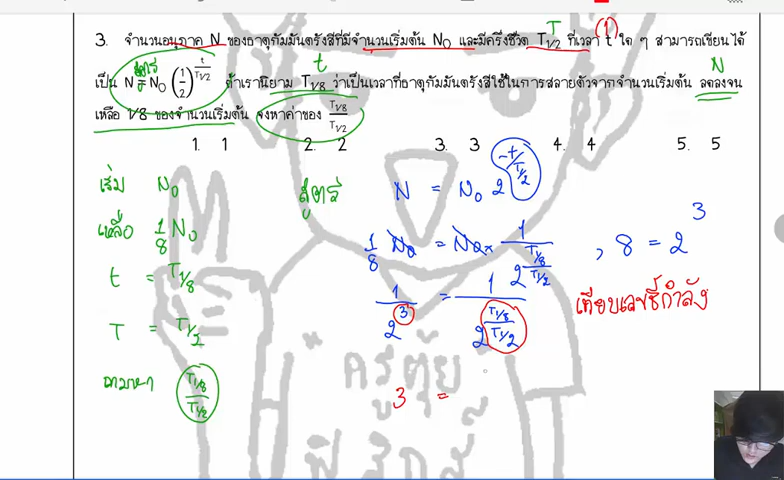 3. จำนวนอนุภาค N ของธาตุกัมมันตรังสีที่มีจำนวนเริ่มต้น N₀ และมีครึ่งชีวิต T₁/₂ ที่เวลา t ใด ๆ สามารถเขียนได้
T (t)
เป็น N = N₀ (1/2)^(t/T₁/₂) ถ้าเรานิยาม T₁/₈ ว่าเป็นเวลาที่ธาตุกัมมันตรังสีใช้ในการสลายตัวจากจำนวนเริ่มต้น ลดลงจน
สูตร t N
เหลือ 1/8 ของจำนวนเริ่มต้น จงหาค่าของ T₁/₈ / T₁/₂
1. 1 2. 2 3. 3 4. 4 5. 5
เริ่ม N₀ สูตร N = N₀ 2^(-t/T₁/₂)
เหลือ 1/8 N₀ 1/8 N₀ = N₀ × 1/2^(T₁/₈ / T₁/₂) , 8 = 2³
t = T₁/₈ 1/2³ = 1/2^(T₁/₈ / T₁/₂) เทียบเลขชี้กำลัง
T = T₁/₂
ถามหา T₁/₈ / T₁/₂ 3 =
ครูตุ้ย
ฟิสิกส์